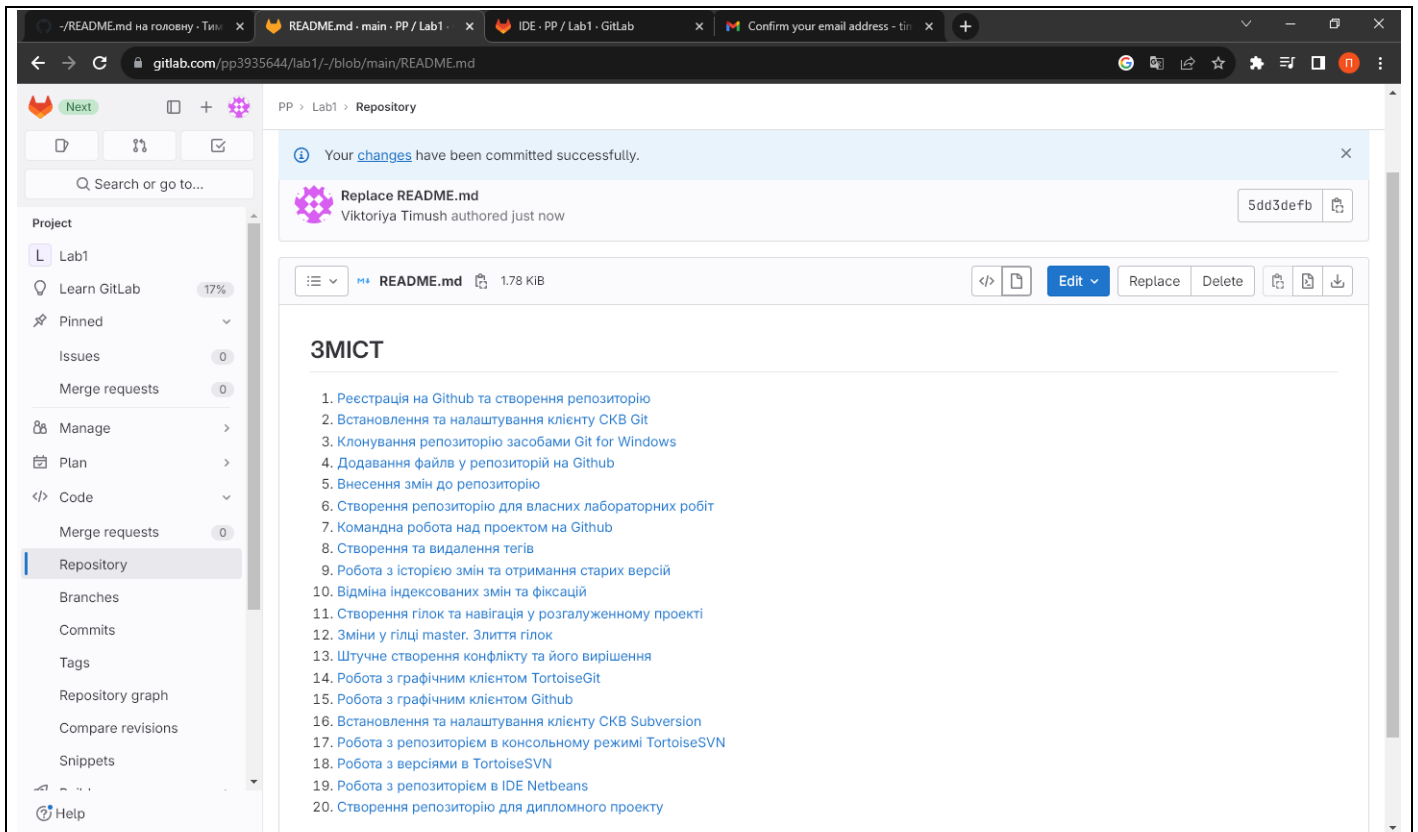 -/README.md на головну · Тим
README.md · main · PP / Lab1 ·
IDE · PP / Lab1 · GitLab
Confirm your email address - tin
gitlab.com/pp3935644/lab1/-/blob/main/README.md
П
Next
PP › Lab1 › Repository
Search or go to...
Project
L Lab1
Learn GitLab 17%
Pinned
Issues 0
Merge requests 0
Manage
Plan
Code
Merge requests 0
Repository
Branches
Commits
Tags
Repository graph
Compare revisions
Snippets
Help
Your changes have been committed successfully.
Replace README.md
Viktoriya Timush authored just now
5dd3defb
README.md 1.78 KiB
Edit
Replace
Delete
ЗМІСТ
1. Реєстрація на Github та створення репозиторію
2. Встановлення та налаштування клієнту СКВ Git
3. Клонування репозиторію засобами Git for Windows
4. Додавання файлв у репозиторій на Github
5. Внесення змін до репозиторію
6. Створення репозиторію для власних лабораторних робіт
7. Командна робота над проектом на Github
8. Створення та видалення тегів
9. Робота з історією змін та отримання старих версій
10. Відміна індексованих змін та фіксацій
11. Створення гілок та навігація у розгалуженному проекті
12. Зміни у гілці master. Злиття гілок
13. Штучне створення конфлікту та його вирішення
14. Робота з графічним клієнтом TortoiseGit
15. Робота з графічним клієнтом Github
16. Встановлення та налаштування клієнту СКВ Subversion
17. Робота з репозиторієм в консольному режимі TortoiseSVN
18. Робота з версіями в TortoiseSVN
19. Робота з репозиторієм в IDE Netbeans
20. Створення репозиторію для дипломного проекту